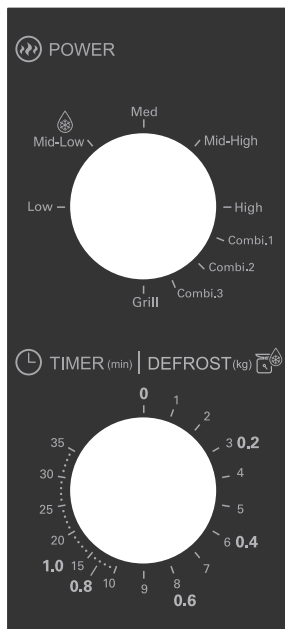 POWER
Med
Mid-Low
Mid-High
Low
High
Combi.1
Combi.2
Combi.3
Grill
TIMER (min) | DEFROST (kg)
0
1
2
35
3 0.2
30
4
25
5
20
6 0.4
1.0 15
7
0.8
10
9
8
0.6